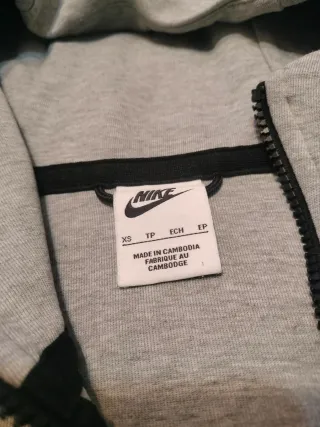 NIKE
XS TP ECH EP
MADE IN CAMBODIA
FABRIQUE AU
CAMBODGE